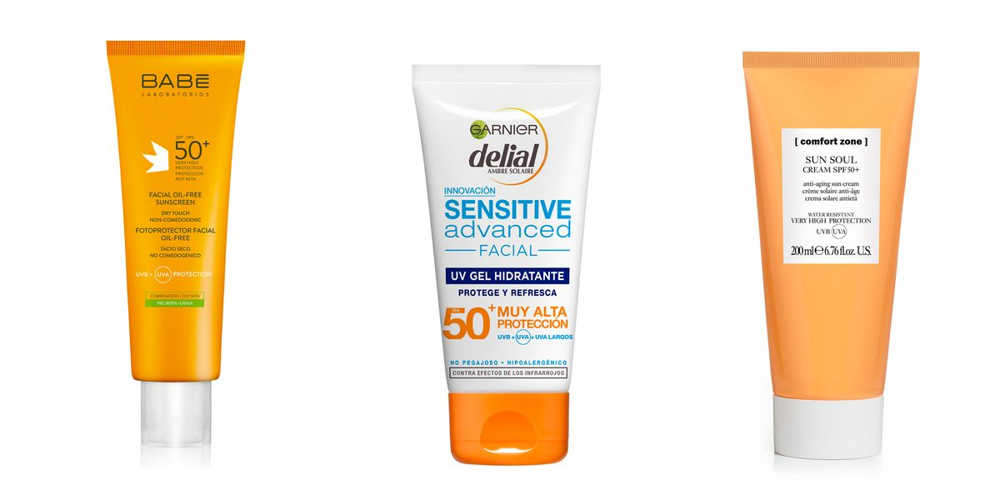 BABÉ
LABORATORIOS
SPF FPS
50+
VERY HIGH
PROTECTION
PROTECCIÓN
MUY ALTA
FACIAL OIL-FREE
SUNSCREEN
DRY TOUCH
NON-COMEDOGENIC
FOTOPROTECTOR FACIAL
OIL-FREE
TACTO SECO
NO COMEDOGÉNICO
UVB + UVA PROTECTION
COMBINATION / OILY SKIN
PIEL MIXTA / GRASA
GARNIER
delial
AMBRE SOLAIRE
INNOVACIÓN
SENSITIVE
advanced
FACIAL
UV GEL HIDRATANTE
PROTEGE Y REFRESCA
FPS
50+ MUY ALTA
PROTECCIÓN
UVB + UVA + UVA LARGOS
NO PEGAJOSO • HIPOALERGÉNICO
CONTRA EFECTOS DE LOS INFRARROJOS
[ comfort zone ]
SUN SOUL
CREAM SPF50+
anti-aging sun cream
crème solaire anti-âge
crema solare antietà
WATER RESISTANT
VERY HIGH PROTECTION
UVB UVA
200 ml ℮ 6.76 fl.oz. U.S.